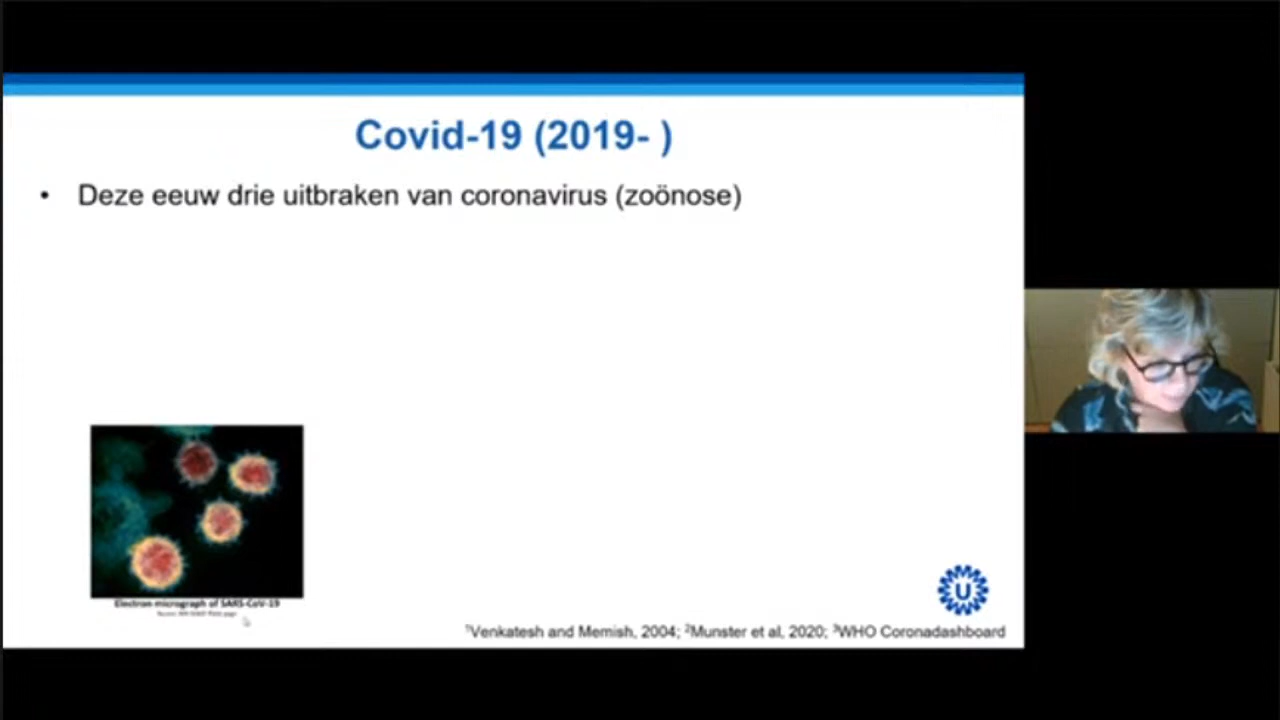 Covid-19 (2019- )
• Deze eeuw drie uitbraken van coronavirus (zoönose)
Electron micrograph of SARS-CoV-19
U
¹Venkatesh and Memish, 2004; ²Munster et al, 2020; ³WHO Coronadashboard